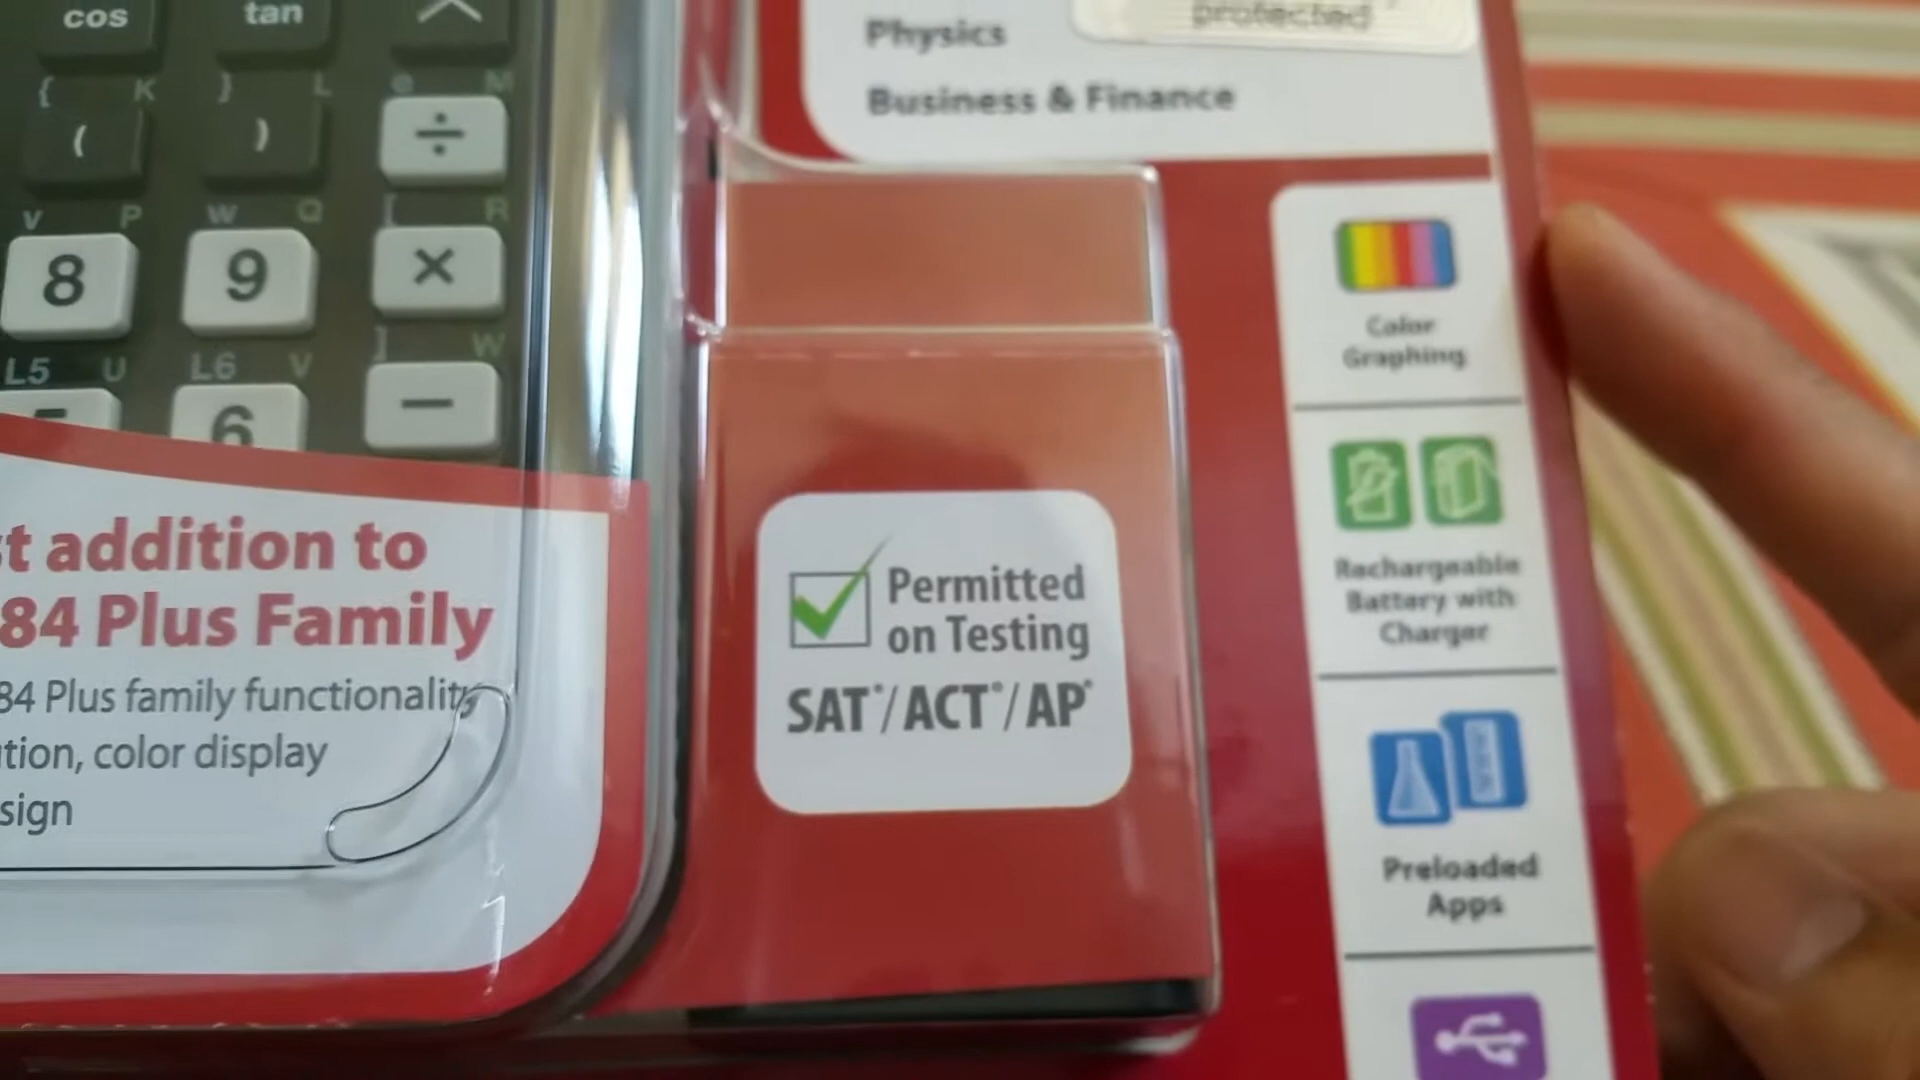 cos tan
{ K } L e M
( ) ÷
V P W Q [ R
8 9 ×
L5 U L6 V ] W
6 −
t addition to
84 Plus Family
84 Plus family functionality,
tion, color display
sign
protected
Physics
Business & Finance
Permitted
on Testing
SAT®/ACT®/AP®
Color
Graphing
Rechargeable
Battery with
Charger
Preloaded
Apps